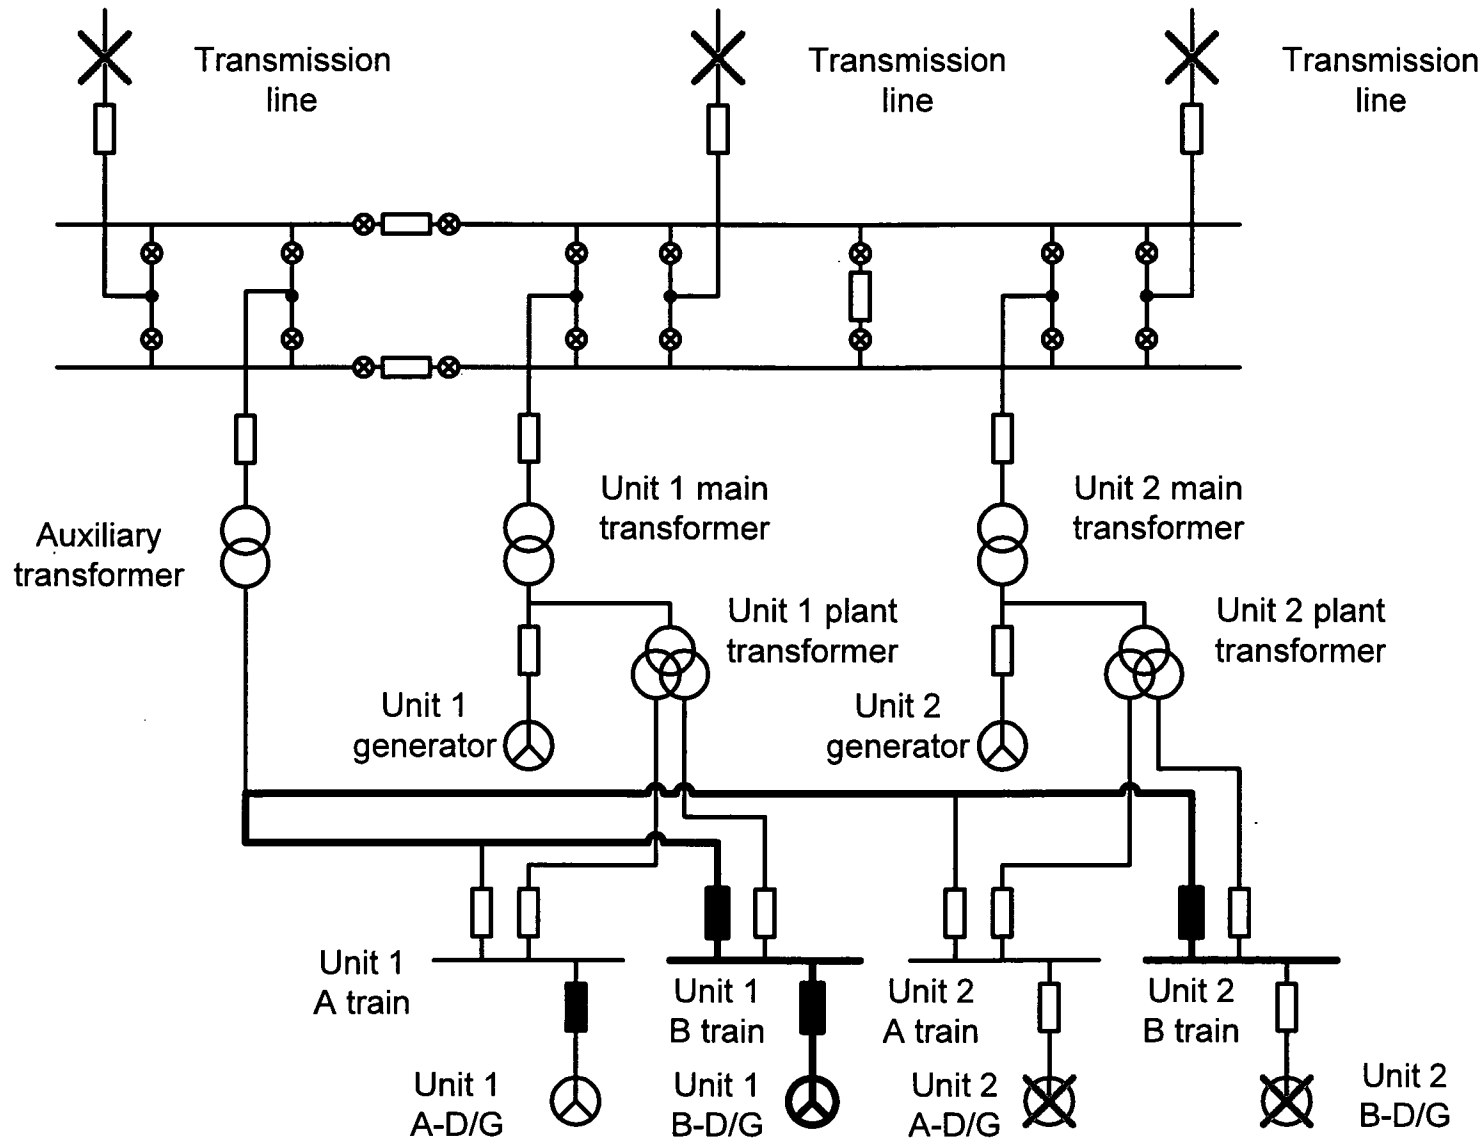 Transmission
line
Transmission
line
Transmission
line
Auxiliary
transformer
Unit 1 main
transformer
Unit 2 main
transformer
Unit 1 plant
transformer
Unit 2 plant
transformer
Unit 1
generator
Unit 2
generator
Unit 1
A train
Unit 1
B train
Unit 2
A train
Unit 2
B train
Unit 1
A-D/G
Unit 1
B-D/G
Unit 2
A-D/G
Unit 2
B-D/G